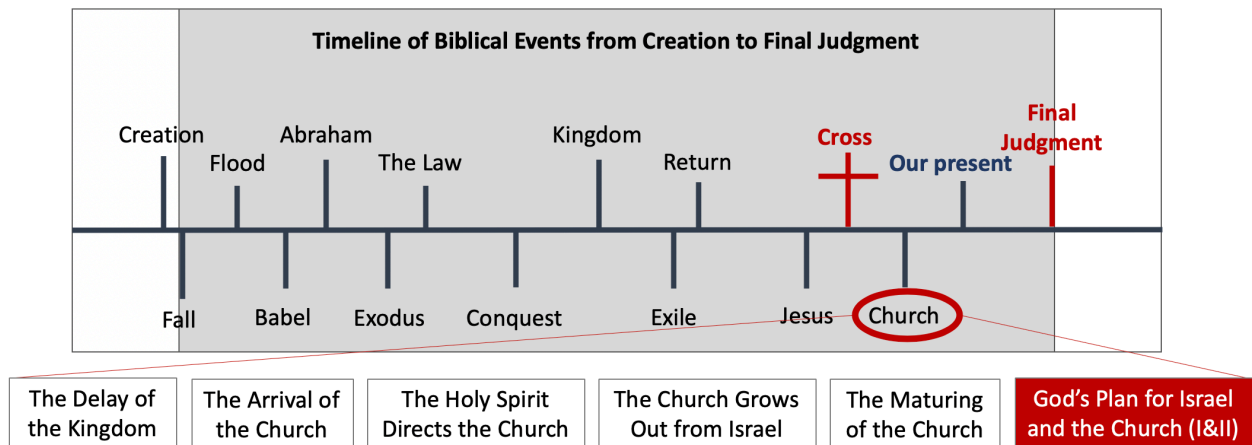 Timeline of Biblical Events from Creation to Final Judgment
Creation
Flood
Abraham
The Law
Kingdom
Return
Cross
Our present
Final
Judgment
Fall
Babel
Exodus
Conquest
Exile
Jesus
Church
The Delay of
the Kingdom
The Arrival of
the Church
The Holy Spirit
Directs the Church
The Church Grows
Out from Israel
The Maturing
of the Church
God’s Plan for Israel
and the Church (I&II)